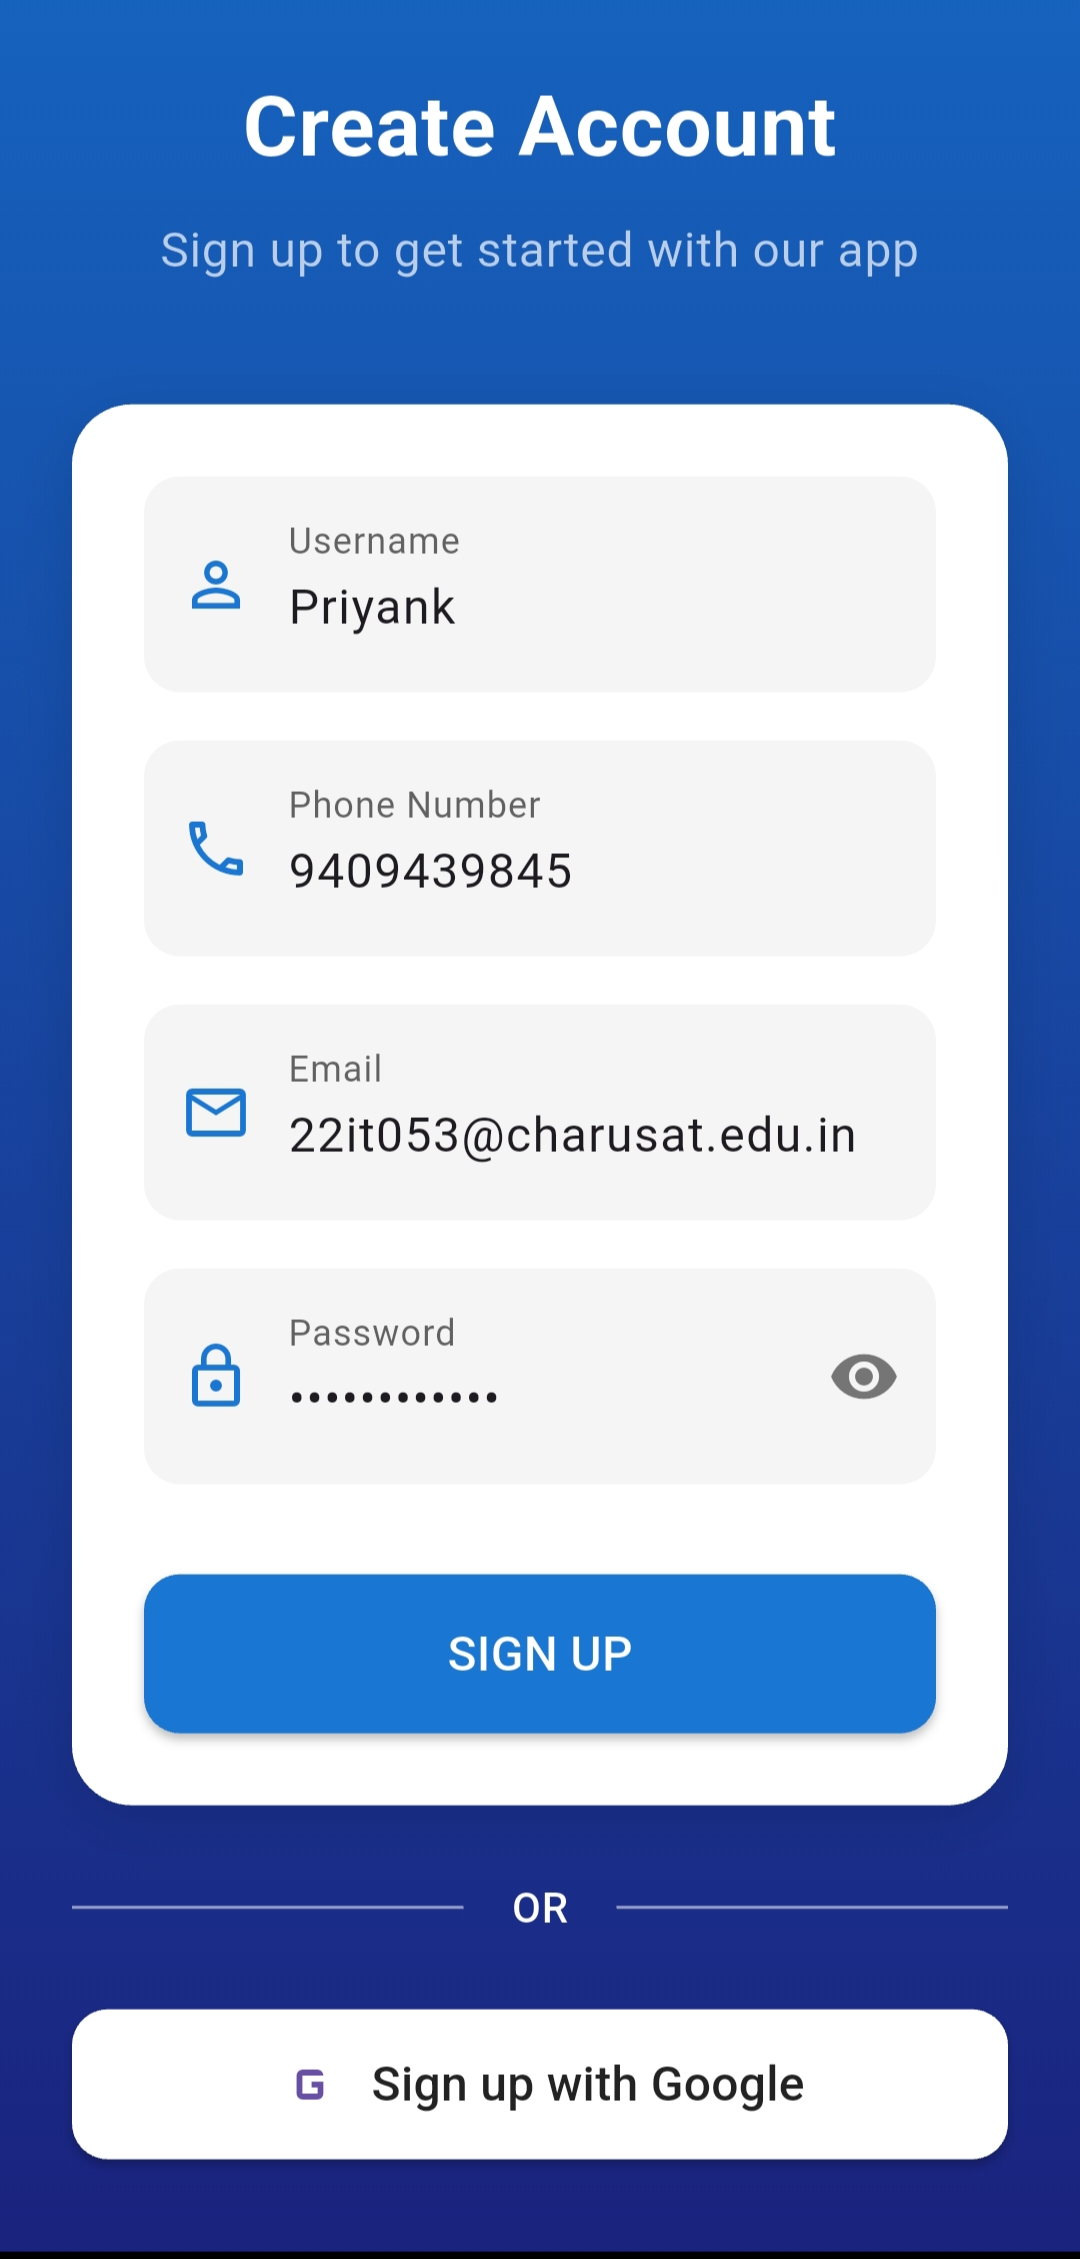 Create Account
Sign up to get started with our app
Username
Priyank
Phone Number
9409439845
Email
22it053@charusat.edu.in
Password
••••••••••••
SIGN UP
OR
G Sign up with Google